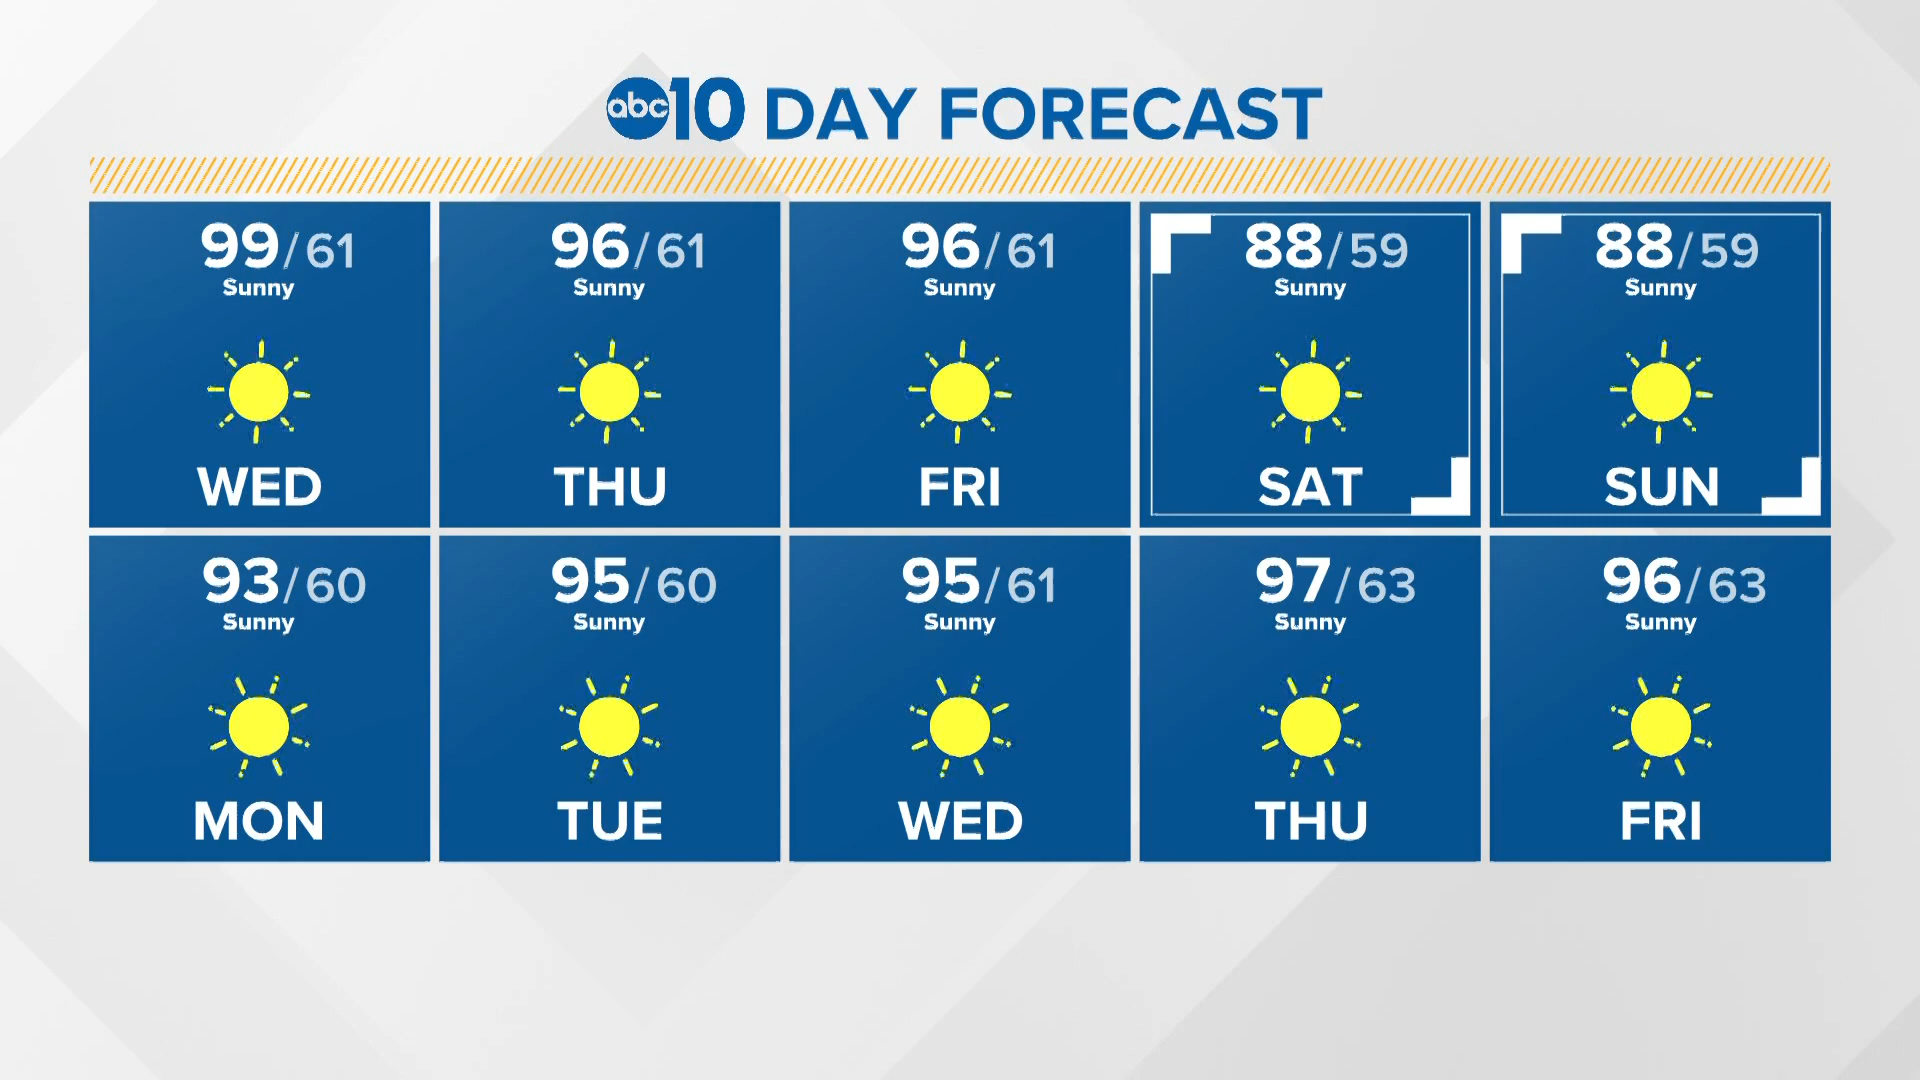 abc10 DAY FORECAST
99/61 96/61 96/61 88/59 88/59
Sunny Sunny Sunny Sunny Sunny
WED THU FRI SAT SUN
93/60 95/60 95/61 97/63 96/63
Sunny Sunny Sunny Sunny Sunny
MON TUE WED THU FRI